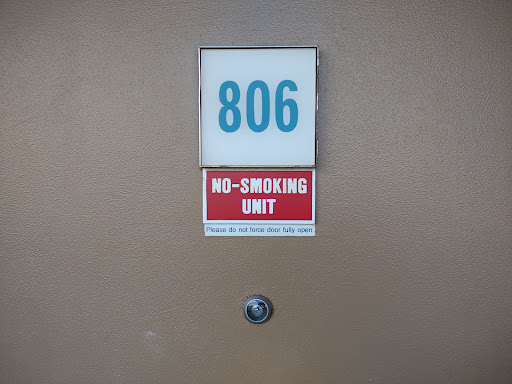 806
NO-SMOKING
UNIT
Please do not force door fully open